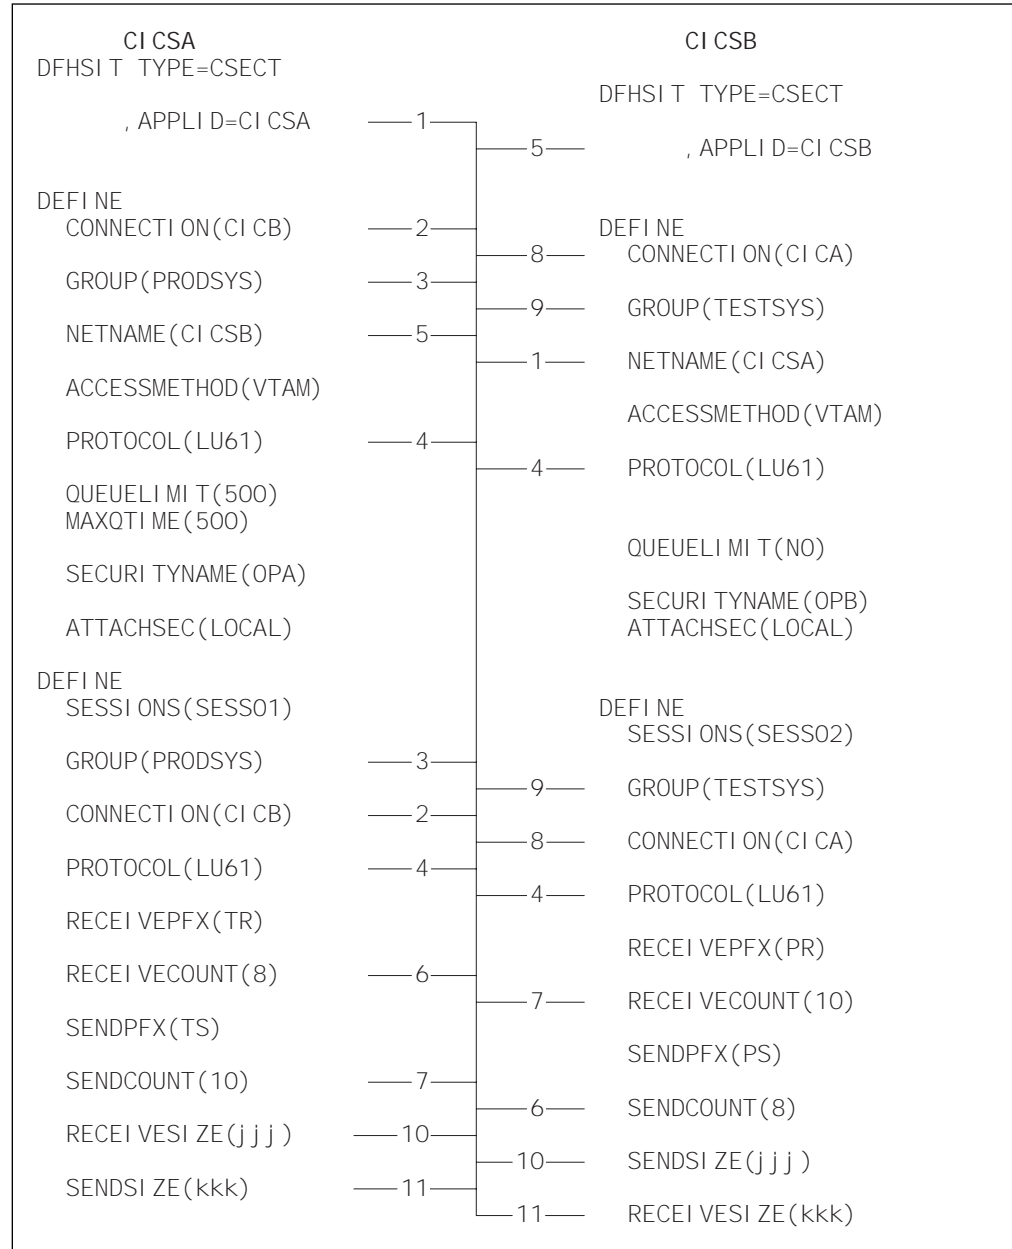 CICSA CICSB
DFHSIT TYPE=CSECT
DFHSIT TYPE=CSECT
,APPLID=CICSA 1
5 ,APPLID=CICSB
DEFINE
CONNECTION(CICB) 2 DEFINE
8 CONNECTION(CICA)
GROUP(PRODSYS) 3
9 GROUP(TESTSYS)
NETNAME(CICSB) 5
1 NETNAME(CICSA)
ACCESSMETHOD(VTAM)
ACCESSMETHOD(VTAM)
PROTOCOL(LU61) 4
4 PROTOCOL(LU61)
QUEUELIMIT(500)
MAXQTIME(500)
QUEUELIMIT(NO)
SECURITYNAME(OPA)
SECURITYNAME(OPB)
ATTACHSEC(LOCAL) ATTACHSEC(LOCAL)
DEFINE
SESSIONS(SESS01) DEFINE
SESSIONS(SESS02)
GROUP(PRODSYS) 3
9 GROUP(TESTSYS)
CONNECTION(CICB) 2
8 CONNECTION(CICA)
PROTOCOL(LU61) 4
4 PROTOCOL(LU61)
RECEIVEPFX(TR)
RECEIVEPFX(PR)
RECEIVECOUNT(8) 6
7 RECEIVECOUNT(10)
SENDPFX(TS)
SENDPFX(PS)
SENDCOUNT(10) 7
6 SENDCOUNT(8)
RECEIVESIZE(jjj) 10
10 SENDSIZE(jjj)
SENDSIZE(kkk) 11
11 RECEIVESIZE(kkk)